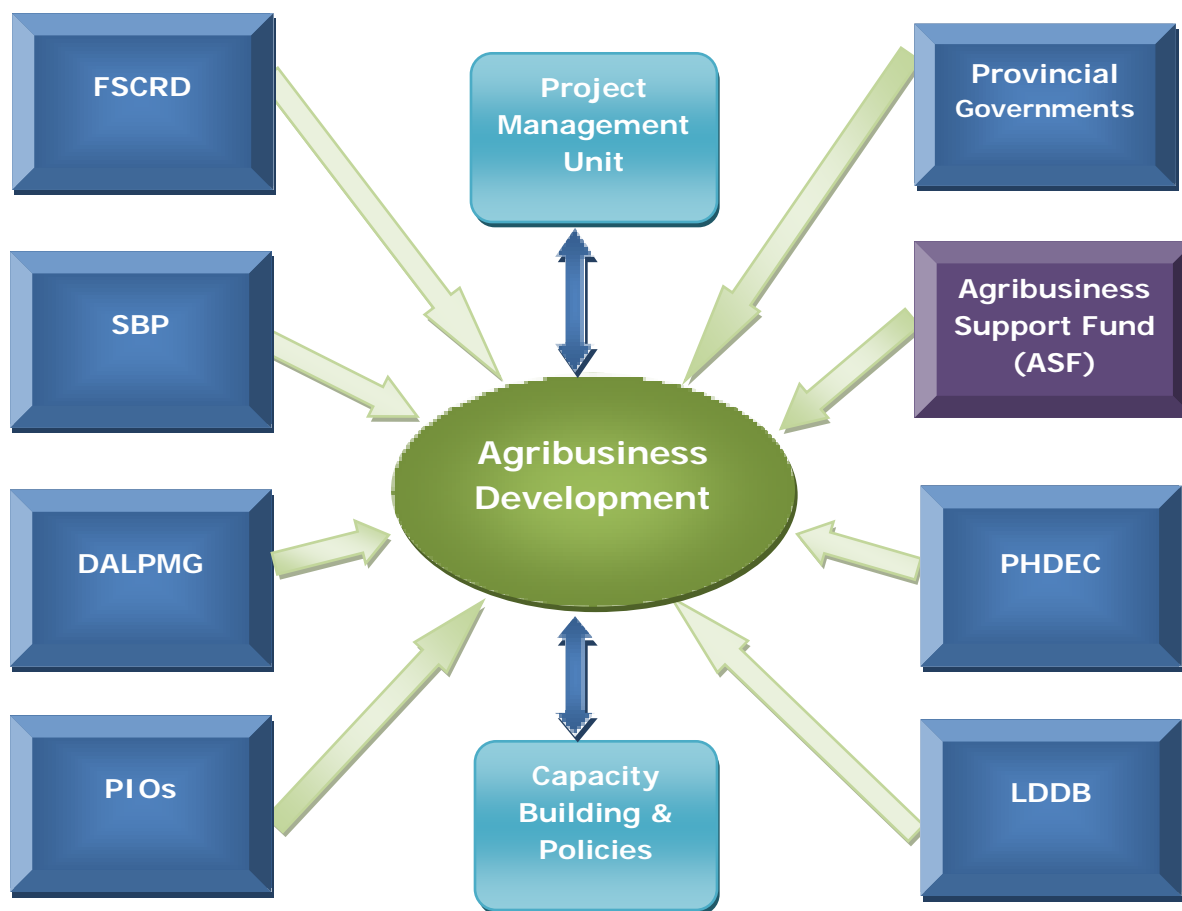 FSCRD
Project
Management
Unit
Provincial
Governments
SBP
Agribusiness
Support Fund
(ASF)
Agribusiness
Development
DALPMG
PHDEC
PIOs
Capacity
Building &
Policies
LDDB